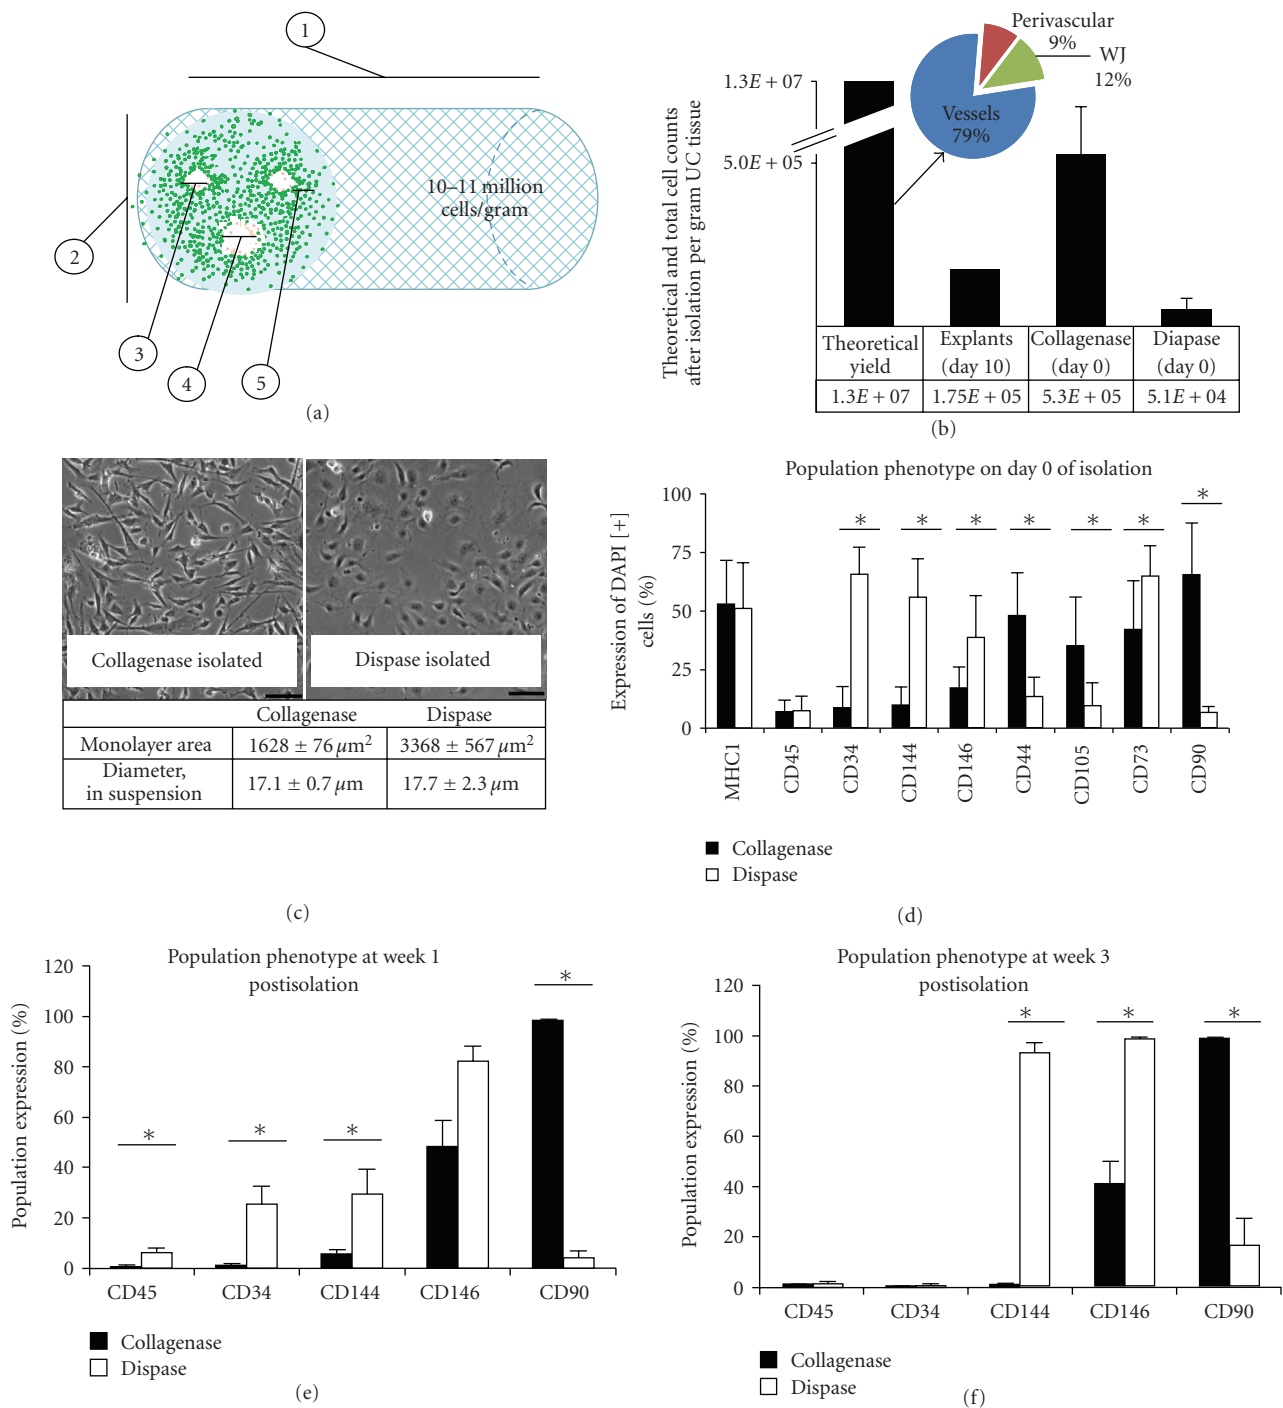 1
2
3
4
5
10–11 million
cells/gram
(a)
Theoretical and total cell counts
after isolation per gram UC tissue
1.3E + 07
5.0E + 05
Perivascular
9%
WJ
12%
Vessels
79%
Theoretical yield
Explants (day 10)
Collagenase (day 0)
Diapase (day 0)
1.3E + 07
1.75E + 05
5.3E + 05
5.1E + 04
(b)
Collagenase isolated
Dispase isolated
Collagenase Dispase
Monolayer area 1628 ± 76 μm² 3368 ± 567 μm²
Diameter, in suspension 17.1 ± 0.7 μm 17.7 ± 2.3 μm
(c)
Population phenotype on day 0 of isolation
Expression of DAPI [+]
cells (%)
100
75
50
25
0
* * * * * * *
MHC1
CD45
CD34
CD144
CD146
CD44
CD105
CD73
CD90
Collagenase
Dispase
(d)
Population phenotype at week 1
postisolation
Population expression (%)
120
100
80
60
40
20
0
* * * *
CD45 CD34 CD144 CD146 CD90
Collagenase
Dispase
(e)
Population phenotype at week 3
postisolation
Population expression (%)
120
100
80
60
40
20
0
* * *
CD45 CD34 CD144 CD146 CD90
Collagenase
Dispase
(f)